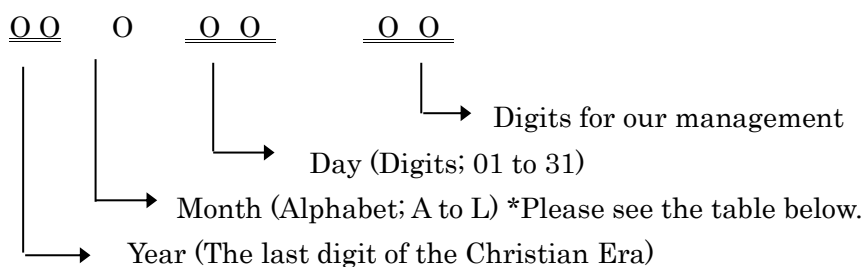 O O O O O O O
Digits for our management
Day (Digits; 01 to 31)
Month (Alphabet; A to L) *Please see the table below.
Year (The last digit of the Christian Era)